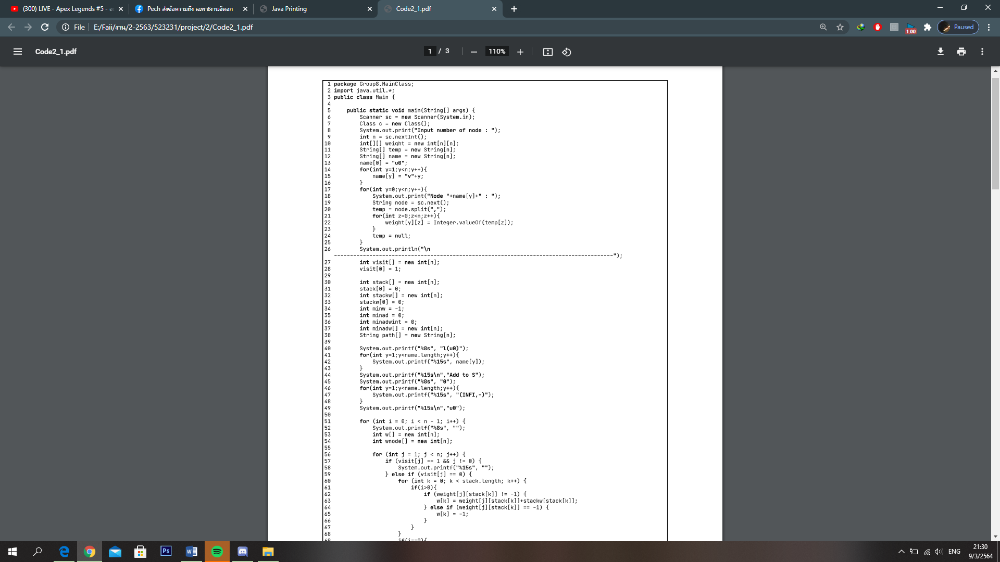 (300) LIVE - Apex Legends #5 -
Pech ส่งข้อความถึง เฉพาะงานอีดอก
Java Printing
Code2_1.pdf
File E:/Faii/งาน/2-2563/523231/project/2/Code2_1.pdf
1.00
Paused
Code2_1.pdf
1 / 3
110%
1 package Group8.MainClass;
2 import java.util.*;
3 public class Main {
4
5 public static void main(String[] args) {
6 Scanner sc = new Scanner(System.in);
7 Class c = new Class();
8 System.out.print("Input number of node : ");
9 int n = sc.nextInt();
10 int[][] weight = new int[n][n];
11 String[] temp = new String[n];
12 String[] name = new String[n];
13 name[0] = "u0";
14 for(int y=1;y<n;y++){
15 name[y] = "v"+y;
16 }
17 for(int y=0;y<n;y++){
18 System.out.print("Node "+name[y]+" : ");
19 String node = sc.next();
20 temp = node.split(",");
21 for(int z=0;z<n;z++){
22 weight[y][z] = Integer.valueOf(temp[z]);
23 }
24 temp = null;
25 }
26 System.out.println("\n
---------------------------------------------------------------------------------------");
27 int visit[] = new int[n];
28 visit[0] = 1;
29
30 int stack[] = new int[n];
31 stack[0] = 0;
32 int stackw[] = new int[n];
33 stackw[0] = 0;
34 int minw = -1;
35 int minad = 0;
36 int minadwint = 0;
37 int minadw[] = new int[n];
38 String path[] = new String[n];
39
40 System.out.printf("%8s", "l(u0)");
41 for(int y=1;y<name.length;y++){
42 System.out.printf("%15s", name[y]);
43 }
44 System.out.printf("%15s\n","Add to S");
45 System.out.printf("%8s", "0");
46 for(int y=1;y<name.length;y++){
47 System.out.printf("%15s", "(INFI,-)");
48 }
49 System.out.printf("%15s\n","u0");
50
51 for (int i = 0; i < n - 1; i++) {
52 System.out.printf("%8s", "");
53 int w[] = new int[n];
54 int wnode[] = new int[n];
55
56 for (int j = 1; j < n; j++) {
57 if (visit[j] == 1 && j != 0) {
58 System.out.printf("%15s", "");
59 } else if (visit[j] == 0) {
60 for (int k = 0; k < stack.length; k++) {
61 if(i>0){
62 if (weight[j][stack[k]] != -1) {
63 w[k] = weight[j][stack[k]]+stackw[stack[k]];
64 } else if (weight[j][stack[k]] == -1) {
65 w[k] = -1;
66 }
67 }
68 }
69 if(i==0){
Ps
ENG
21:30
9/3/2564